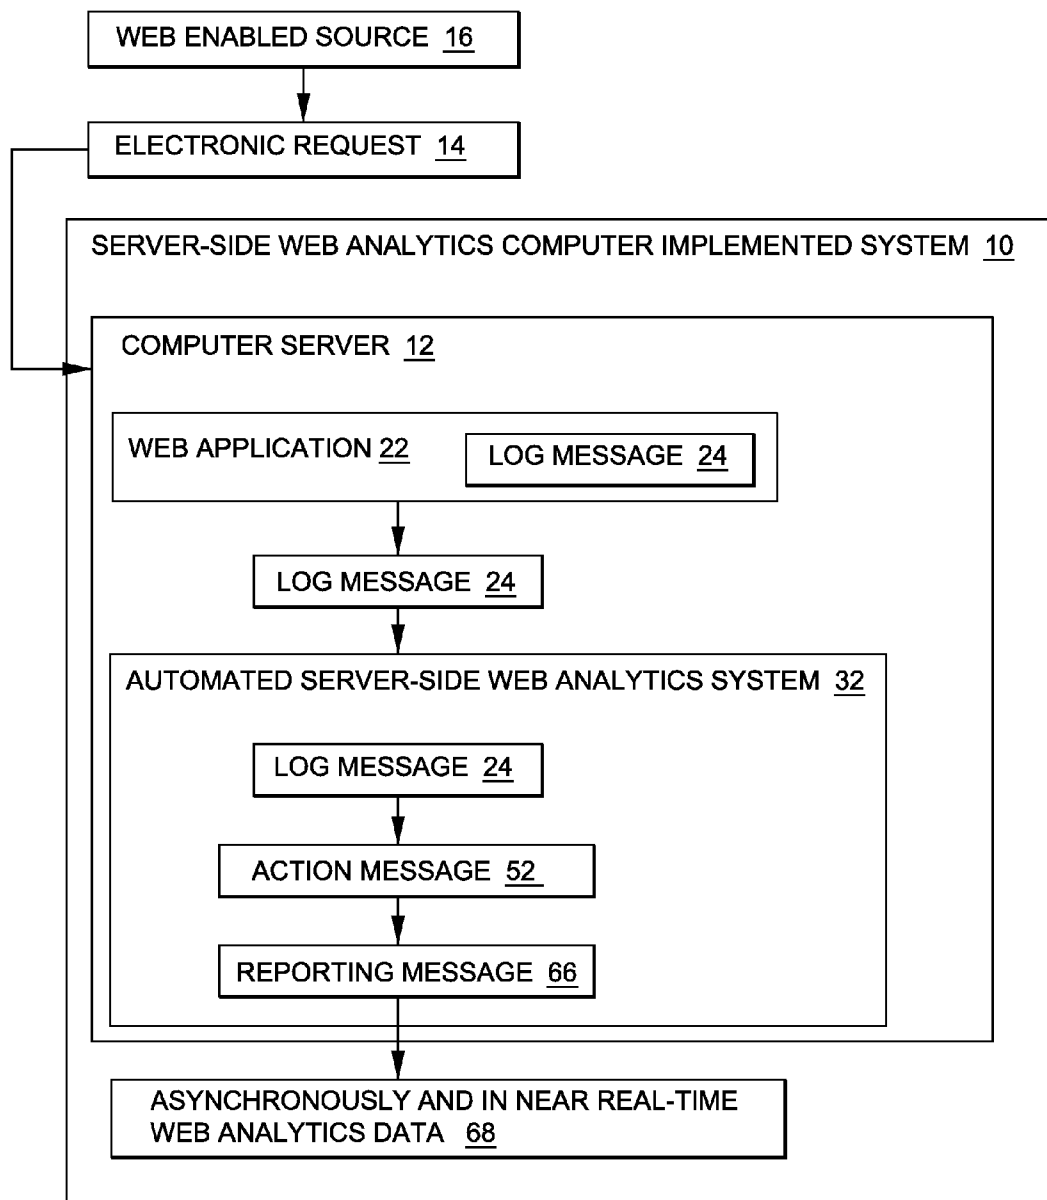 WEB ENABLED SOURCE 16
ELECTRONIC REQUEST 14
SERVER-SIDE WEB ANALYTICS COMPUTER IMPLEMENTED SYSTEM 10
COMPUTER SERVER 12
WEB APPLICATION 22
LOG MESSAGE 24
LOG MESSAGE 24
AUTOMATED SERVER-SIDE WEB ANALYTICS SYSTEM 32
LOG MESSAGE 24
ACTION MESSAGE 52
REPORTING MESSAGE 66
ASYNCHRONOUSLY AND IN NEAR REAL-TIME
WEB ANALYTICS DATA 68